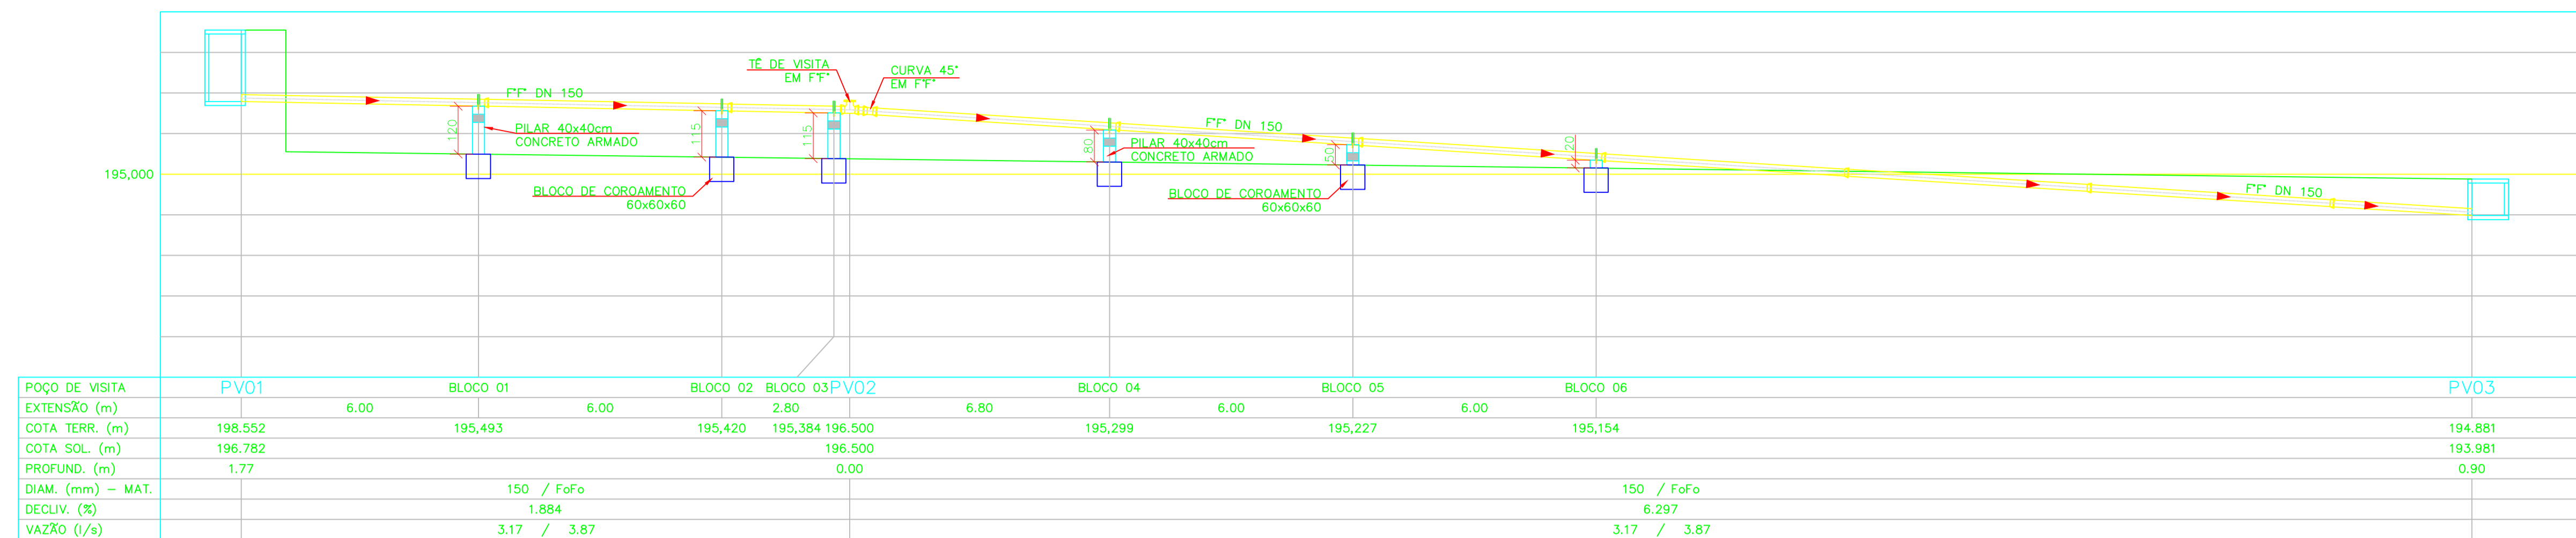 TÊ DE VISITA
EM FºFº
CURVA 45°
EM FºFº
FºFº DN 150
120
PILAR 40x40cm
CONCRETO ARMADO
115
115
80
PILAR 40x40cm
CONCRETO ARMADO
FºFº DN 150
50
20
195,000
BLOCO DE COROAMENTO
60x60x60
BLOCO DE COROAMENTO
60x60x60
FºFº DN 150
POÇO DE VISITA PV01 BLOCO 01 BLOCO 02 BLOCO 03 PV02 BLOCO 04 BLOCO 05 BLOCO 06 PV03
EXTENSÃO (m) 6.00 6.00 2.80 6.80 6.00 6.00
COTA TERR. (m) 198.552 195,493 195,420 195,384 196.500 195,299 195,227 195,154 194.881
COTA SOL. (m) 196.782 196.500 193.981
PROFUND. (m) 1.77 0.00 0.90
DIAM. (mm) - MAT. 150 / FoFo 150 / FoFo
DECLIV. (%) 1.884 6.297
VAZÃO (l/s) 3.17 / 3.87 3.17 / 3.87